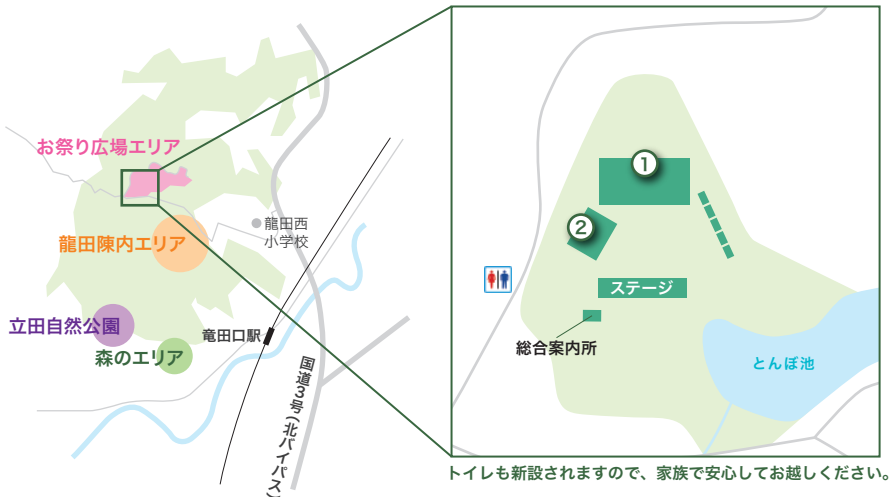 お祭り広場エリア
龍田陳内エリア
立田自然公園
森のエリア
龍田西
小学校
竜田口駅
国道3号(北バイパス)
1
2
ステージ
総合案内所
とんぼ池
トイレも新設されますので、家族で安心してお越しください。